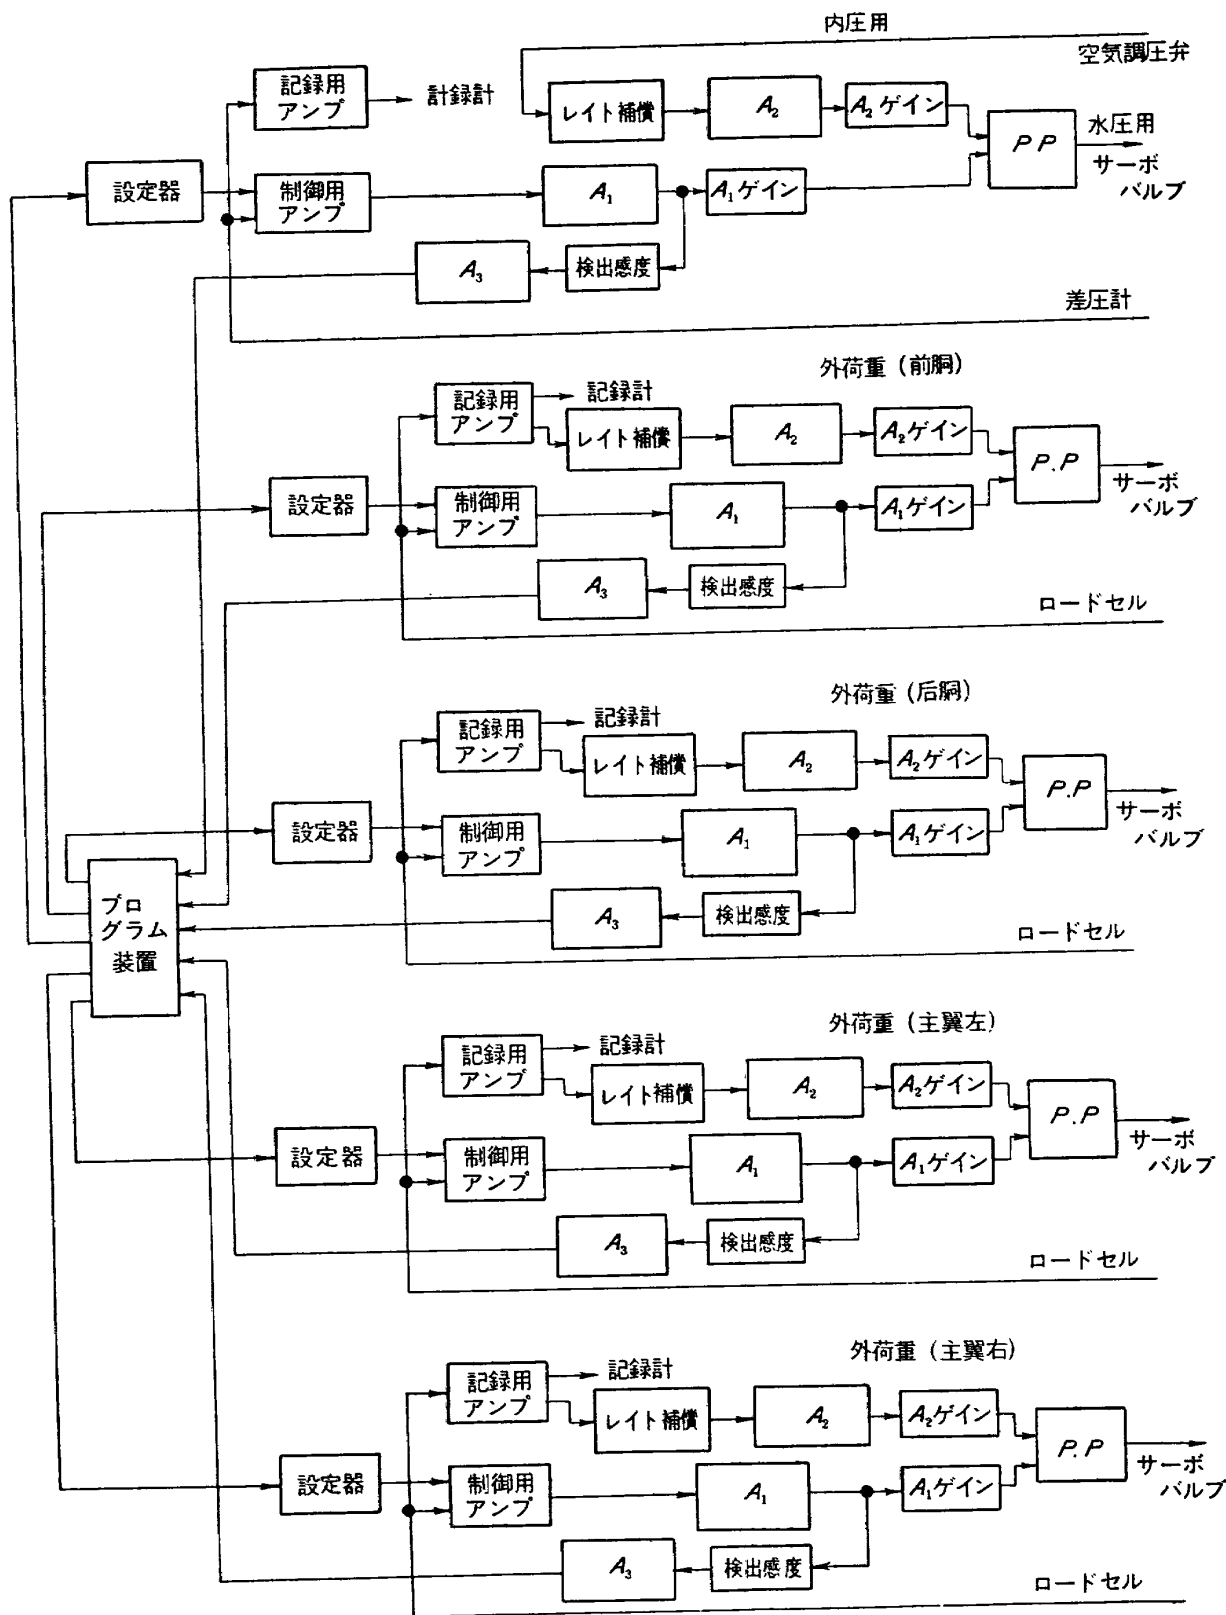 内圧用
空気調圧弁
記録用
アンプ
計録計
レイト補償
A₂
A₂ゲイン
PP
水圧用
サーボ
バルブ
設定器
制御用
アンプ
A₁
A₁ゲイン
A₃
検出感度
差圧計
外荷重(前胴)
記録用
アンプ
記録計
レイト補償
A₂
A₂ゲイン
P.P
サーボ
バルブ
設定器
制御用
アンプ
A₁
A₁ゲイン
A₃
検出感度
ロードセル
外荷重(后胴)
記録用
アンプ
記録計
レイト補償
A₂
A₂ゲイン
P.P
サーボ
バルブ
設定器
制御用
アンプ
A₁
A₁ゲイン
プロ
グラム
装置
A₃
検出感度
ロードセル
外荷重(主翼左)
記録用
アンプ
記録計
レイト補償
A₂
A₂ゲイン
P.P
サーボ
バルブ
設定器
制御用
アンプ
A₁
A₁ゲイン
A₃
検出感度
ロードセル
外荷重(主翼右)
記録用
アンプ
記録計
レイト補償
A₂
A₂ゲイン
P.P
サーボ
バルブ
設定器
制御用
アンプ
A₁
A₁ゲイン
A₃
検出感度
ロードセル